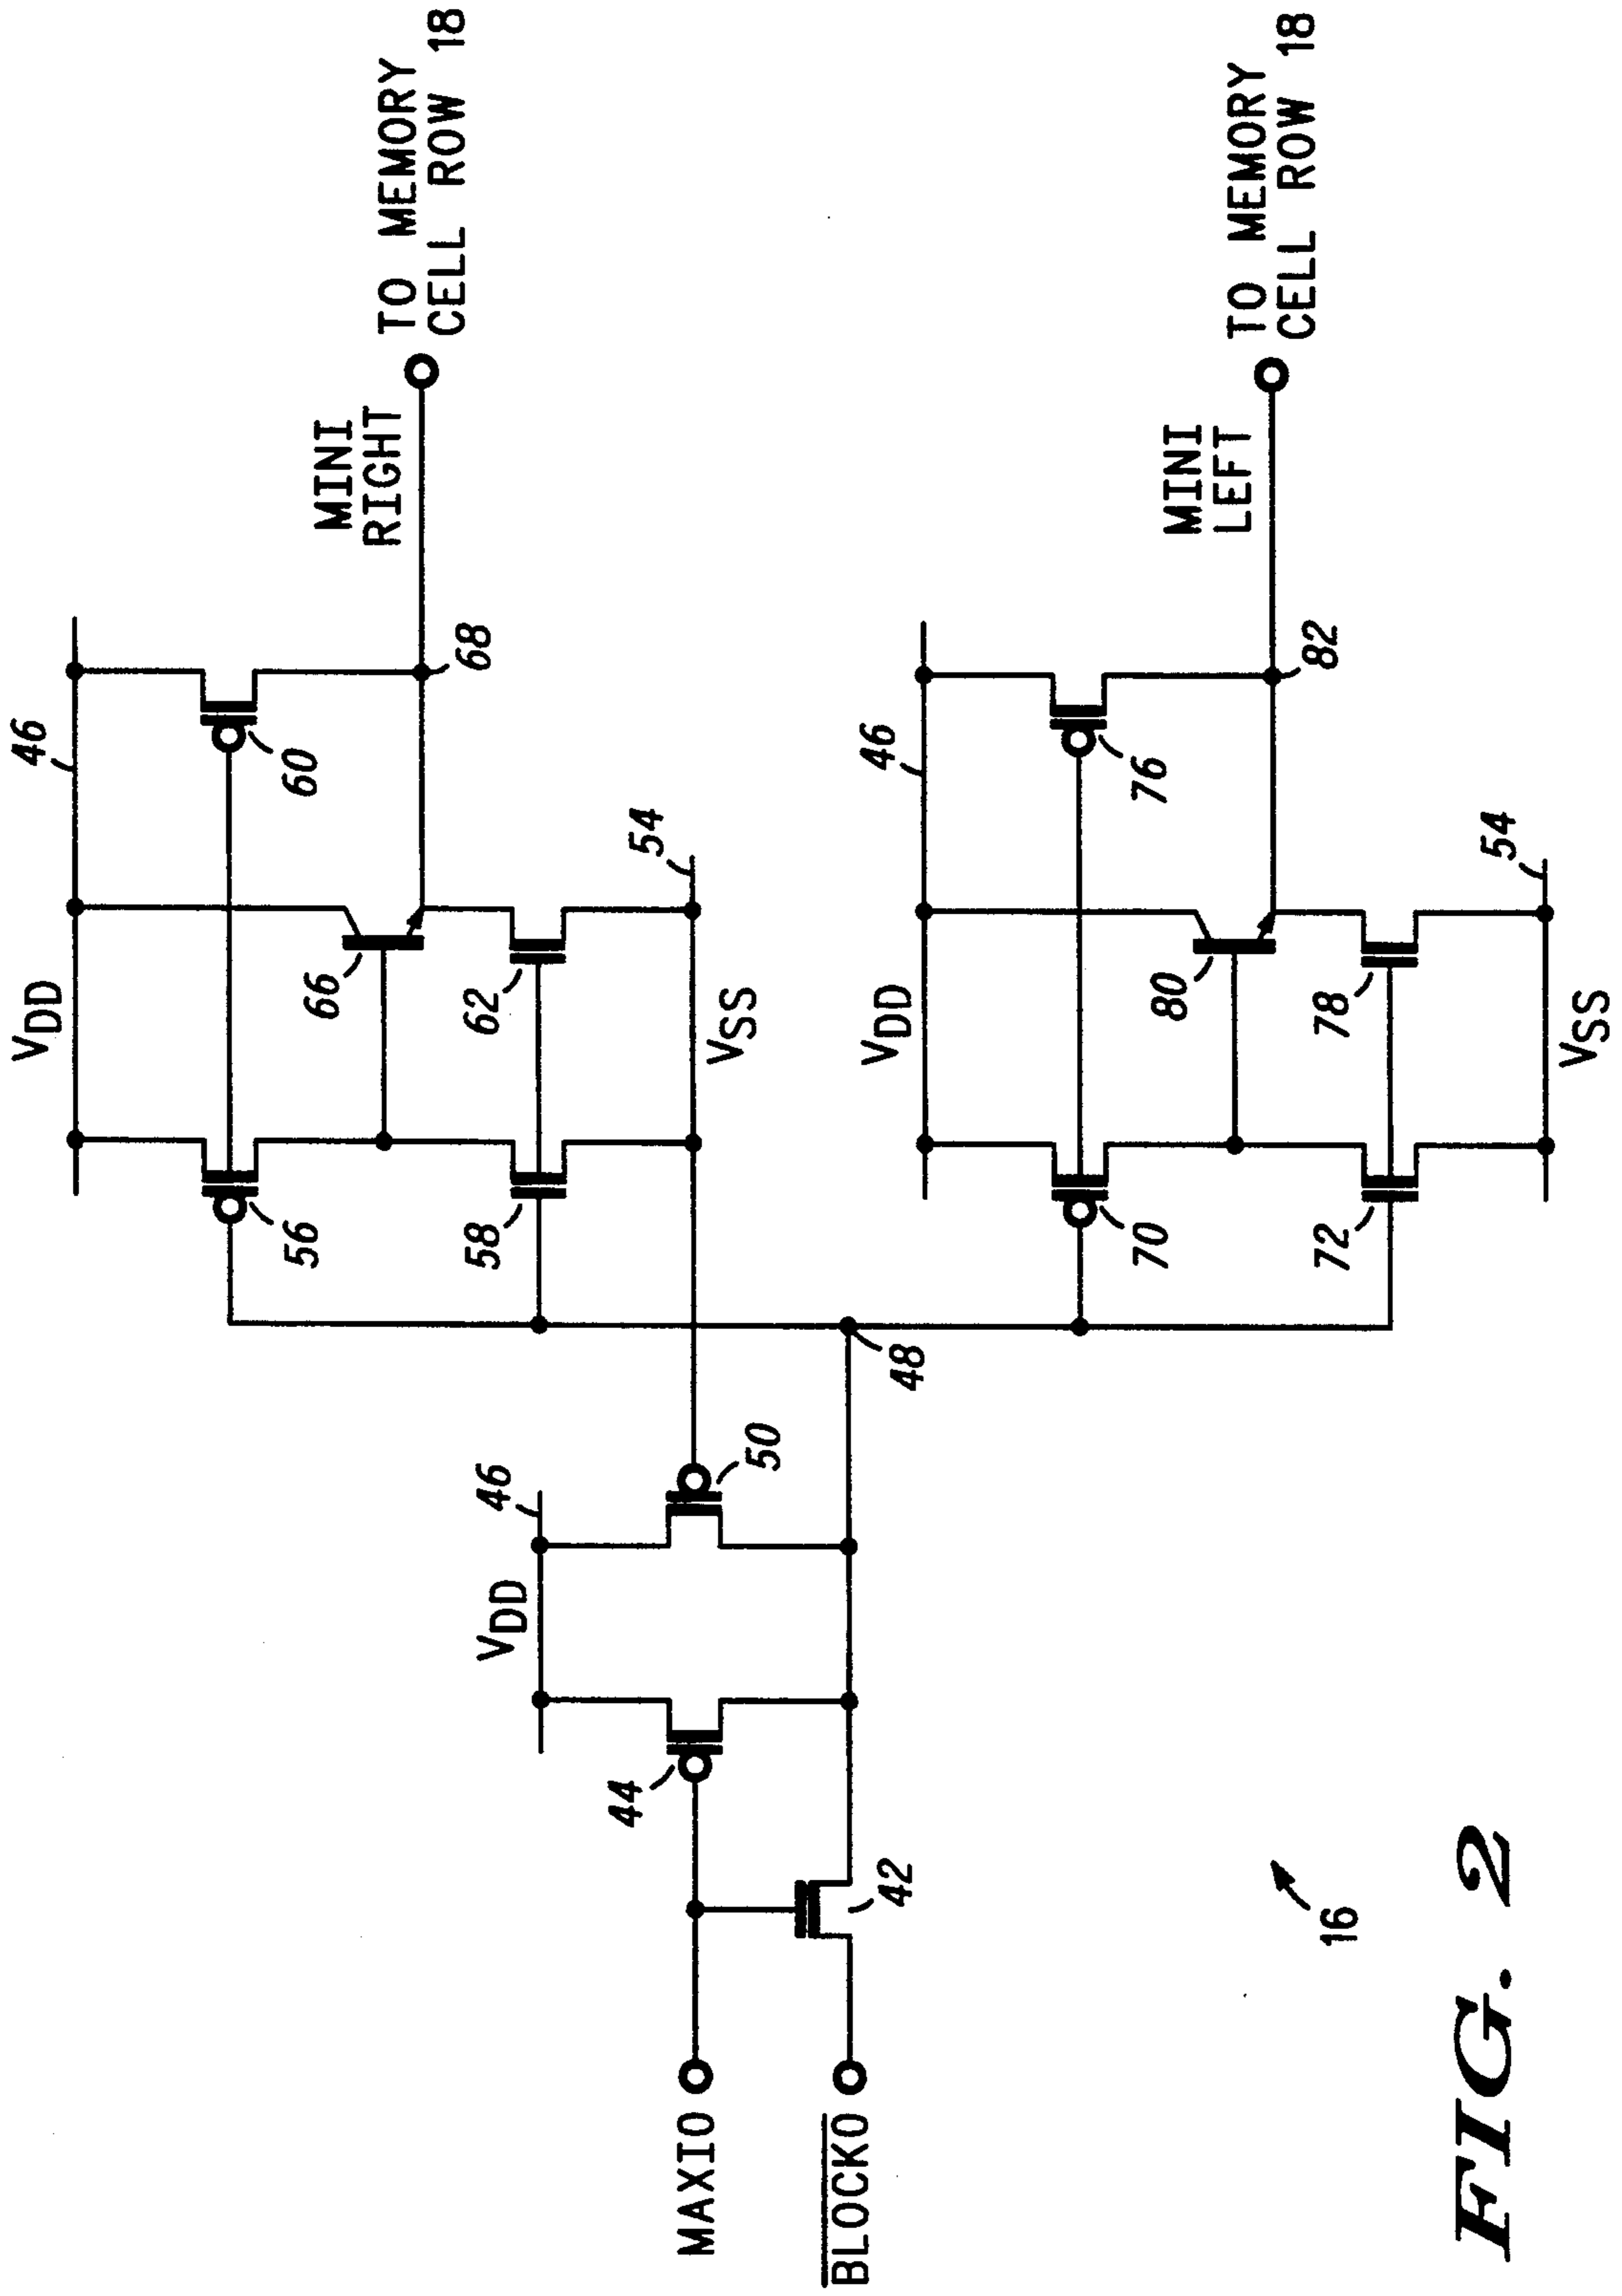 V_DD
46
56
60
66
TO MEMORY
CELL ROW 18
MINI
RIGHT
68
58
62
54
V_SS
V_DD
46
44
50
MAXI0
BLOCK0
42
48
V_DD
46
70
76
80
TO MEMORY
CELL ROW 18
MINI
LEFT
82
72
78
54
V_SS
16
FIG. 2